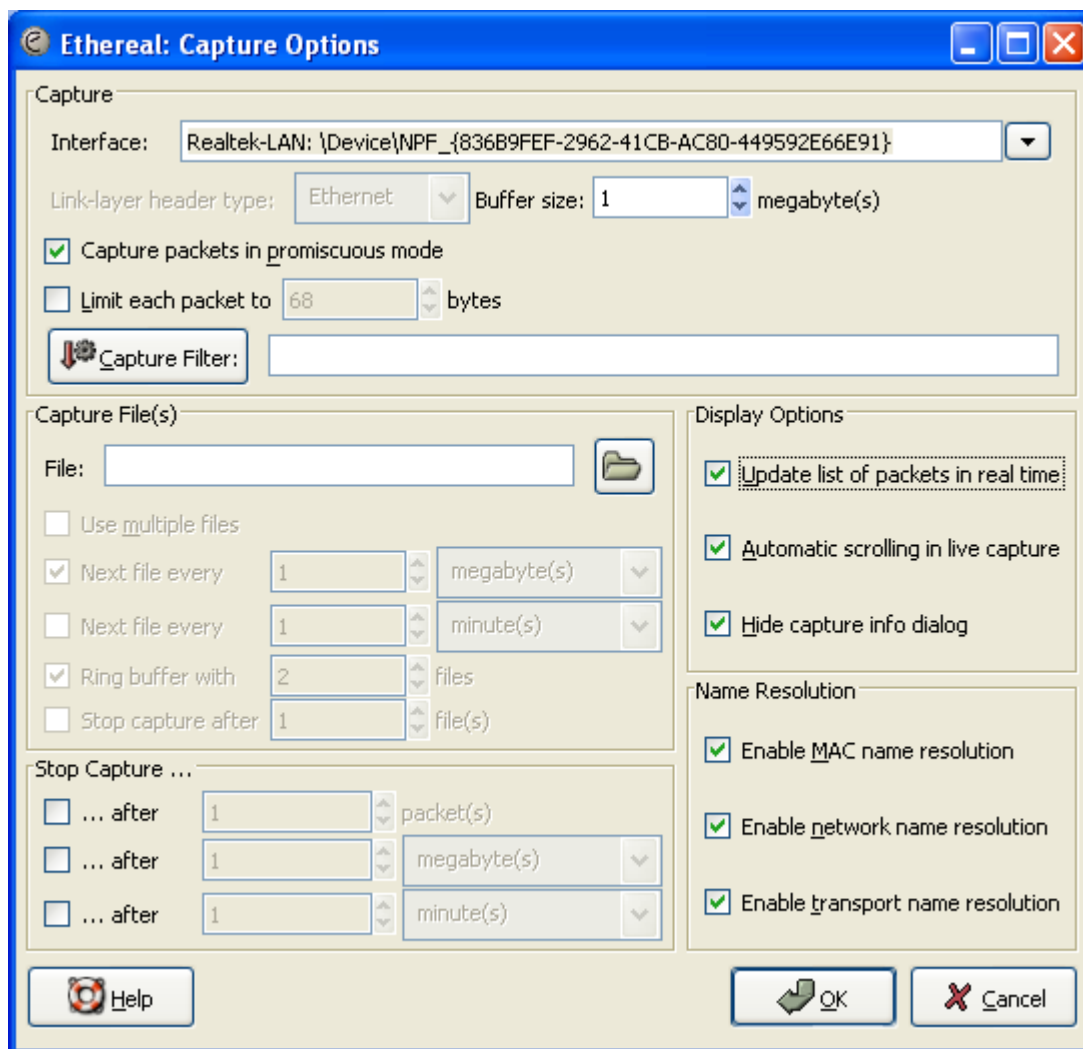 Ethereal: Capture Options
Capture
Interface: Realtek-LAN: \Device\NPF_{836B9FEF-2962-41CB-AC80-449592E66E91}
Link-layer header type: Ethernet Buffer size: 1 megabyte(s)
Capture packets in promiscuous mode
Limit each packet to 68 bytes
Capture Filter:
Capture File(s)
File:
Use multiple files
Next file every 1 megabyte(s)
Next file every 1 minute(s)
Ring buffer with 2 files
Stop capture after 1 file(s)
Stop Capture ...
... after 1 packet(s)
... after 1 megabyte(s)
... after 1 minute(s)
Display Options
Update list of packets in real time
Automatic scrolling in live capture
Hide capture info dialog
Name Resolution
Enable MAC name resolution
Enable network name resolution
Enable transport name resolution
Help OK Cancel